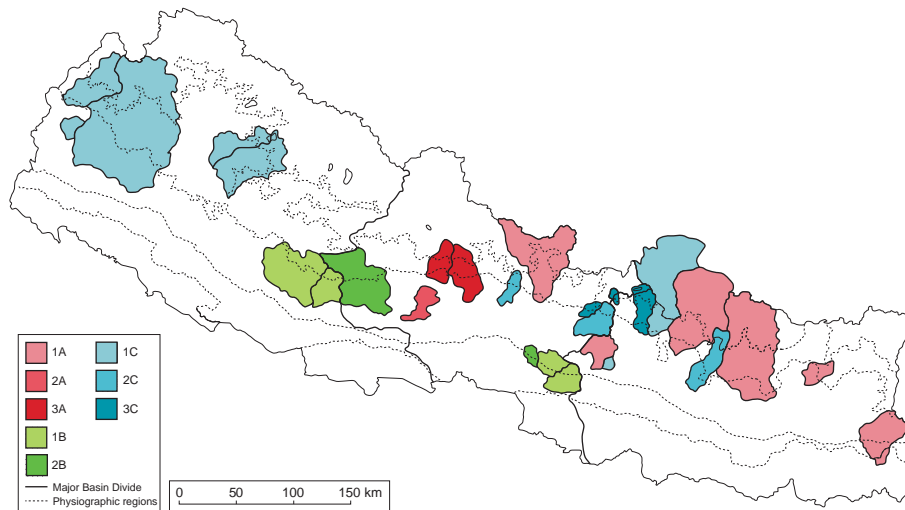 1A 1C
2A 2C
3A 3C
1B
2B
Major Basin Divide
Physiographic regions
0 50 100 150 km